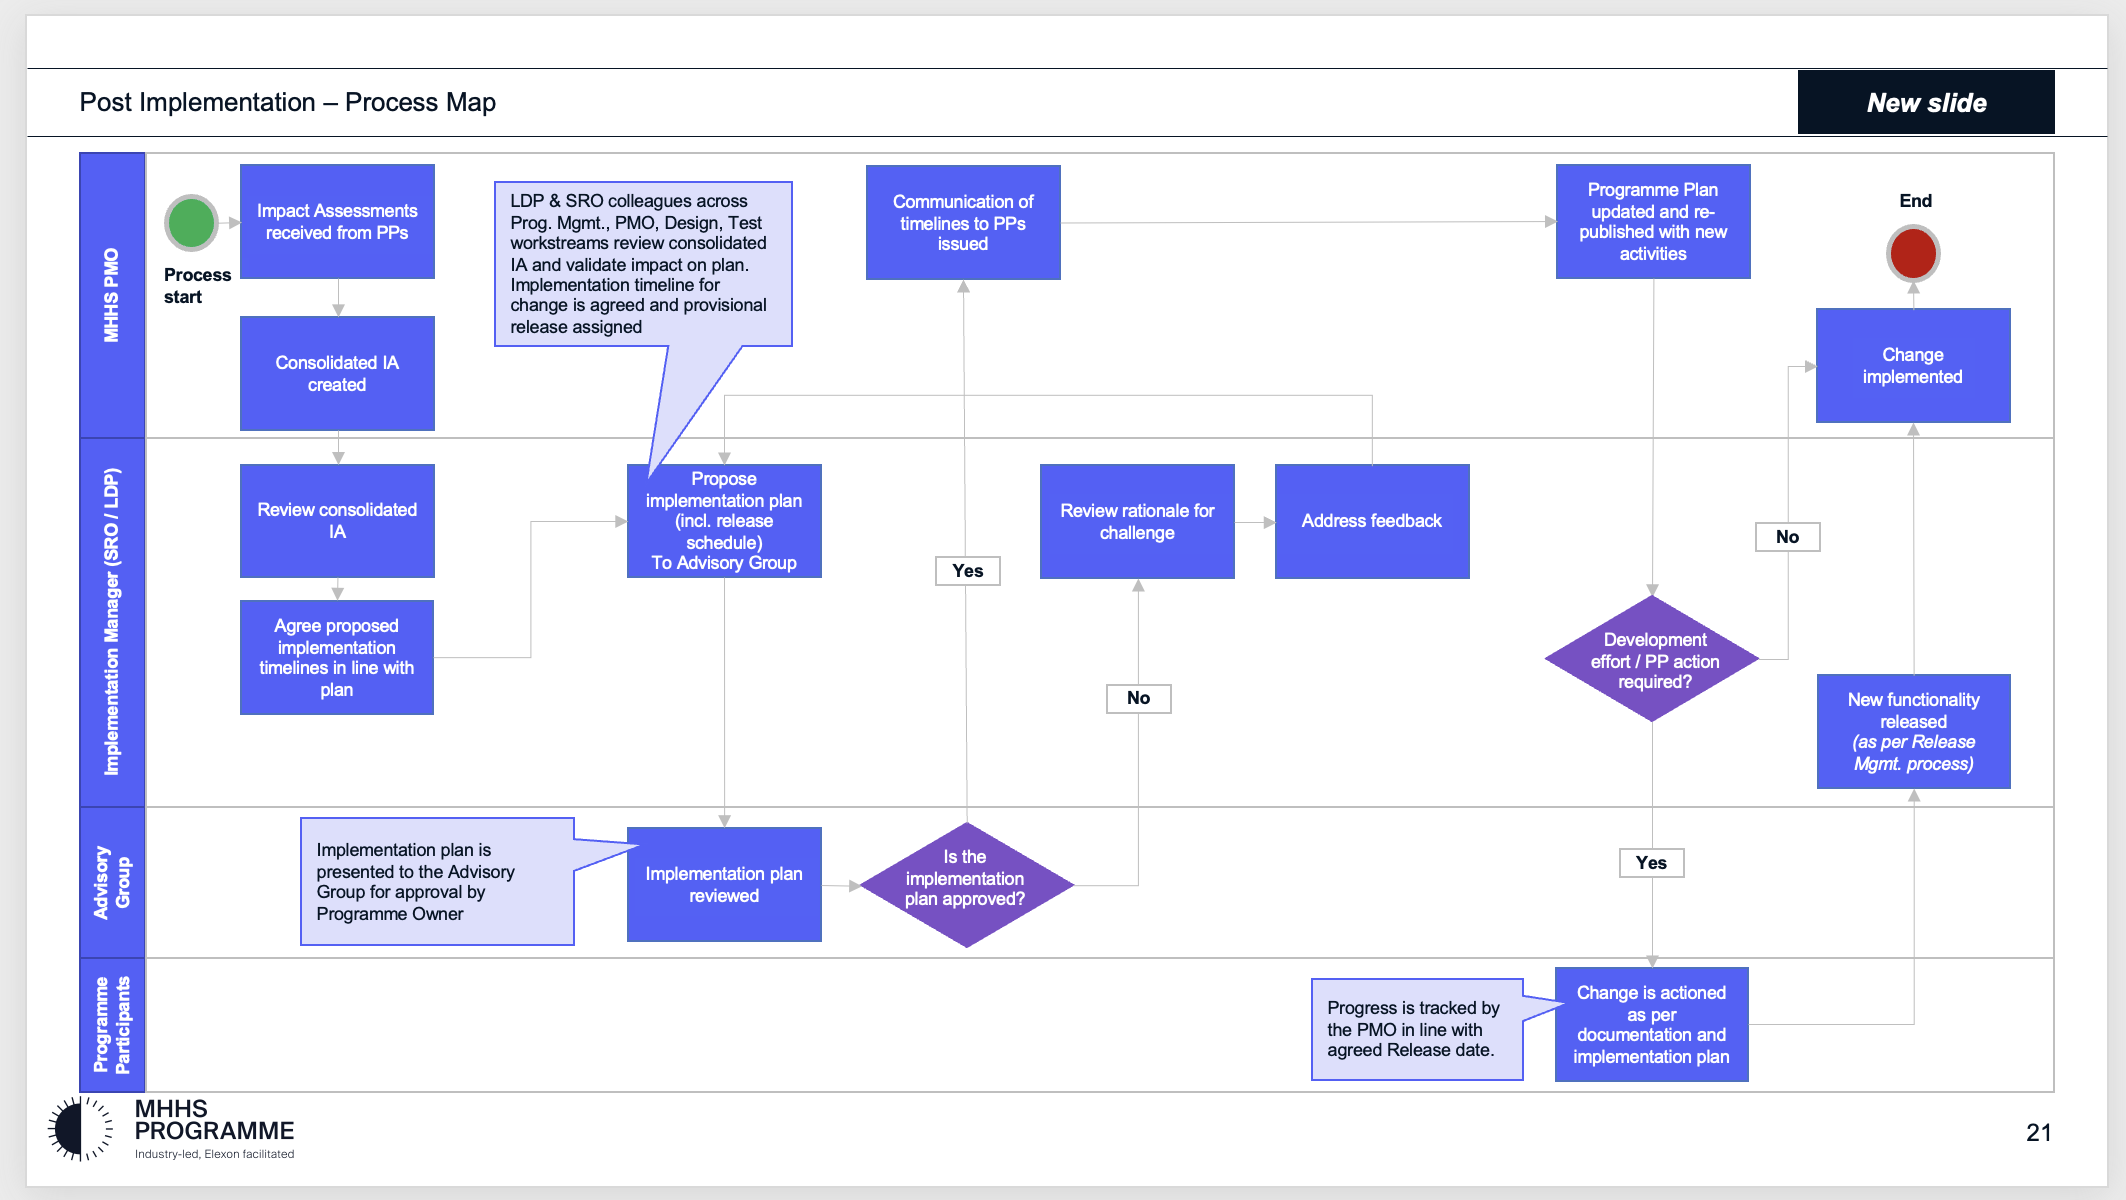 Post Implementation – Process Map
New slide
MHHS PMO
Process
start
Impact Assessments
received from PPs
Consolidated IA
created
LDP & SRO colleagues across
Prog. Mgmt., PMO, Design, Test
workstreams review consolidated
IA and validate impact on plan.
Implementation timeline for
change is agreed and provisional
release assigned
Communication of
timelines to PPs
issued
Programme Plan
updated and re-
published with new
activities
End
Change
implemented
Implementation Manager (SRO / LDP)
Review consolidated
IA
Agree proposed
implementation
timelines in line with
plan
Propose
implementation plan
(incl. release
schedule)
To Advisory Group
Yes
Review rationale for
challenge
Address feedback
No
Development
effort / PP action
required?
No
New functionality
released
(as per Release
Mgmt. process)
Advisory
Group
Implementation plan is
presented to the Advisory
Group for approval by
Programme Owner
Implementation plan
reviewed
Is the
implementation
plan approved?
Yes
Programme
Participants
Progress is tracked by
the PMO in line with
agreed Release date.
Change is actioned
as per
documentation and
implementation plan
MHHS
PROGRAMME
Industry-led, Elexon facilitated
21